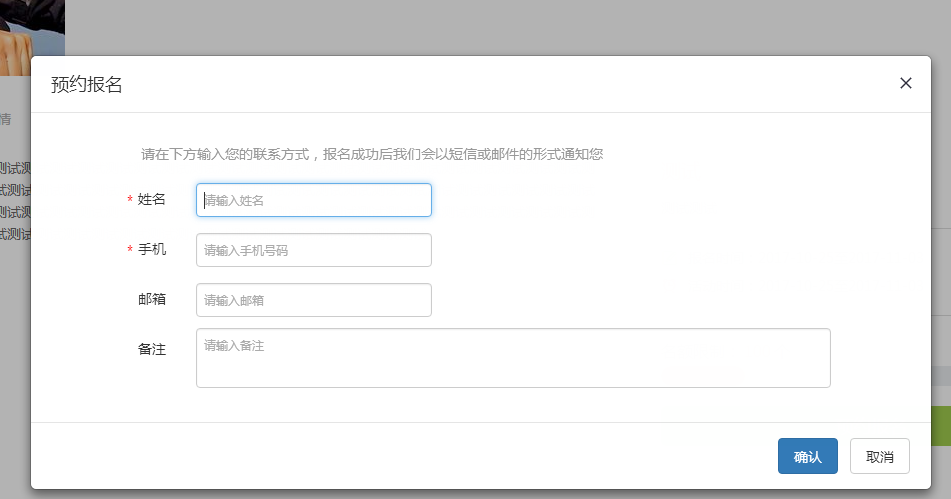 预约报名
×
情
请在下方输入您的联系方式，报名成功后我们会以短信或邮件的形式通知您
测试测
* 姓名
请输入姓名
式测试
测试测
式测试
* 手机
请输入手机号码
邮箱
请输入邮箱
备注
请输入备注
确认
取消